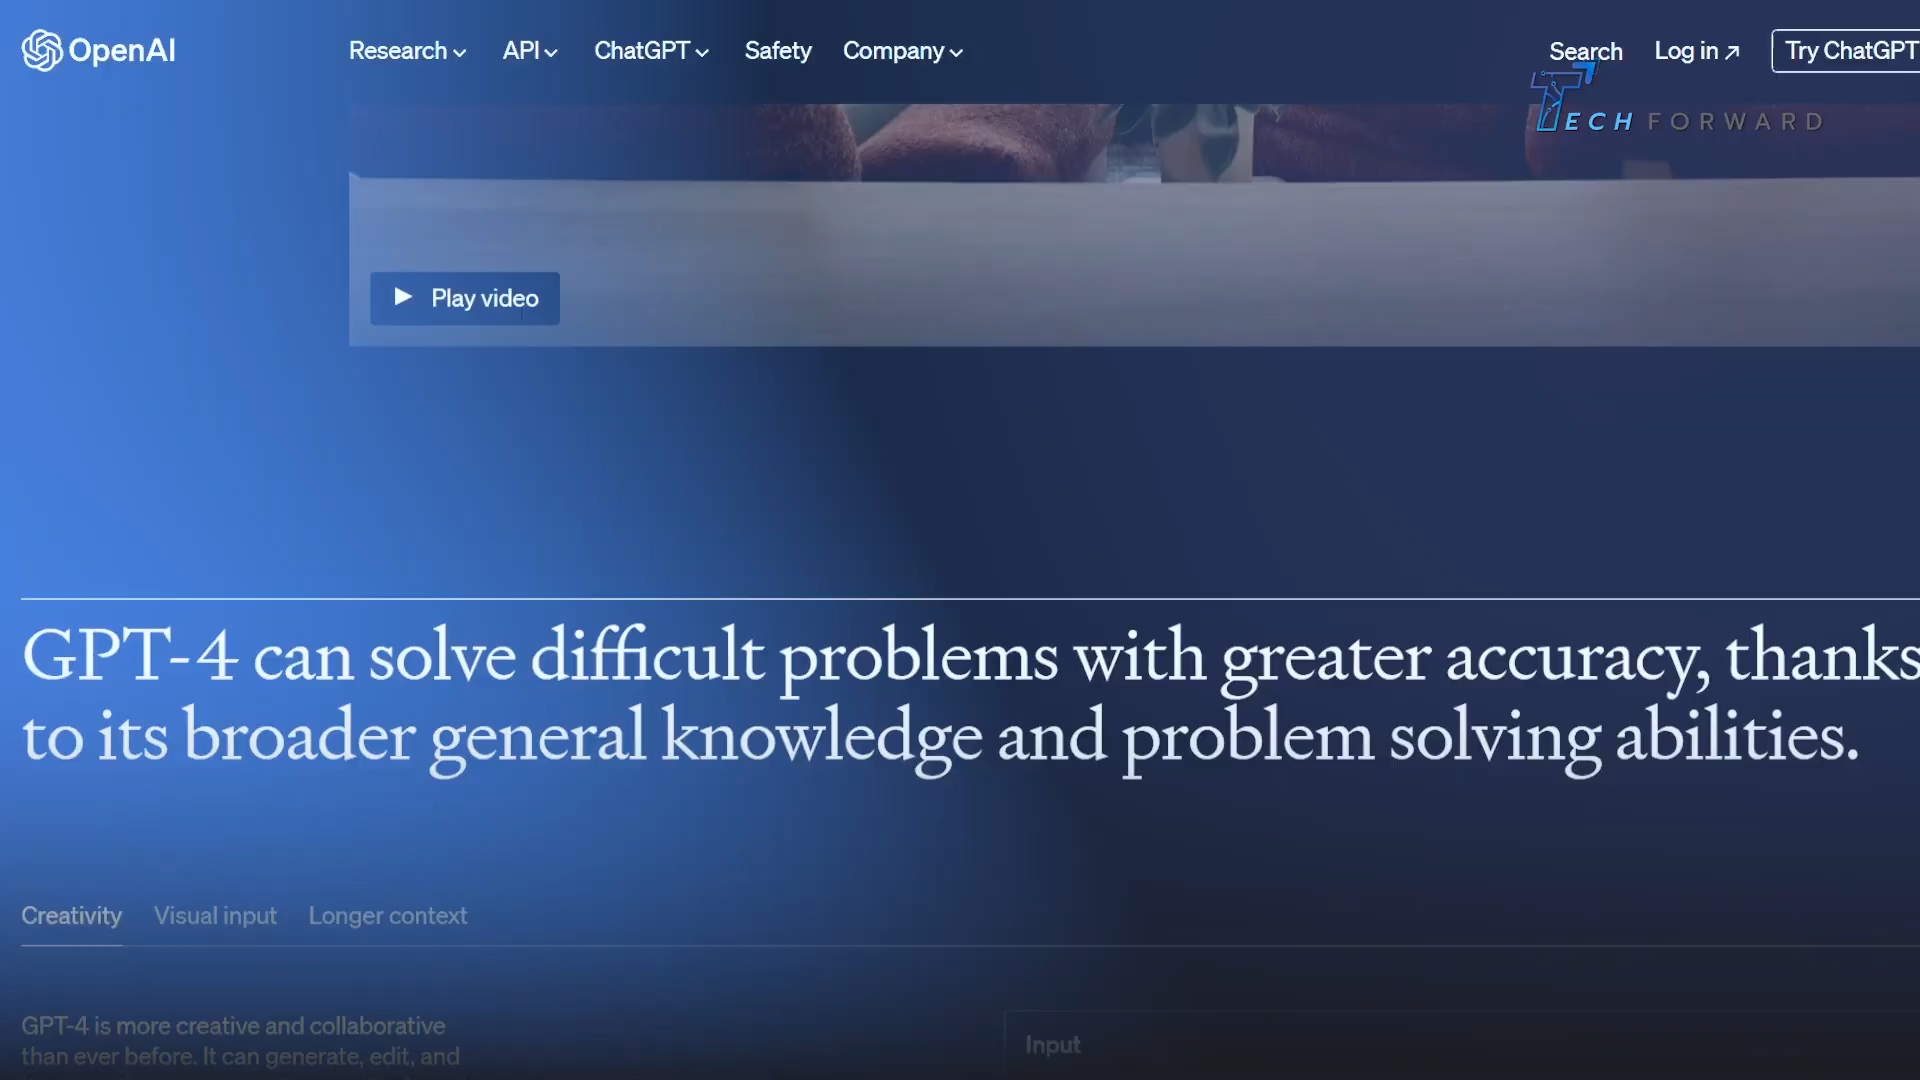 OpenAI
Research API ChatGPT Safety Company
Search Log in ↗ Try ChatGPT
TECH FORWARD
Play video
GPT-4 can solve difficult problems with greater accuracy, thanks
to its broader general knowledge and problem solving abilities.
Creativity Visual input Longer context
GPT-4 is more creative and collaborative
than ever before. It can generate, edit, and
Input